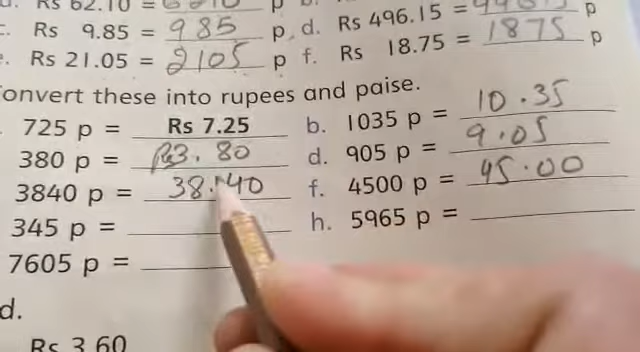 Rs 62.10 = 6210 p
c. Rs 9.85 = 985 p d. Rs 496.15 = 49615 p
e. Rs 21.05 = 2105 p f. Rs 18.75 = 1875 p
onvert these into rupees and paise.
725 p = Rs 7.25 b. 1035 p = 10.35
380 p = Rs3.80 d. 905 p = 9.05
3840 p = 38.40 f. 4500 p = 45.00
345 p = h. 5965 p =
7605 p =
d.
Rs 3.60